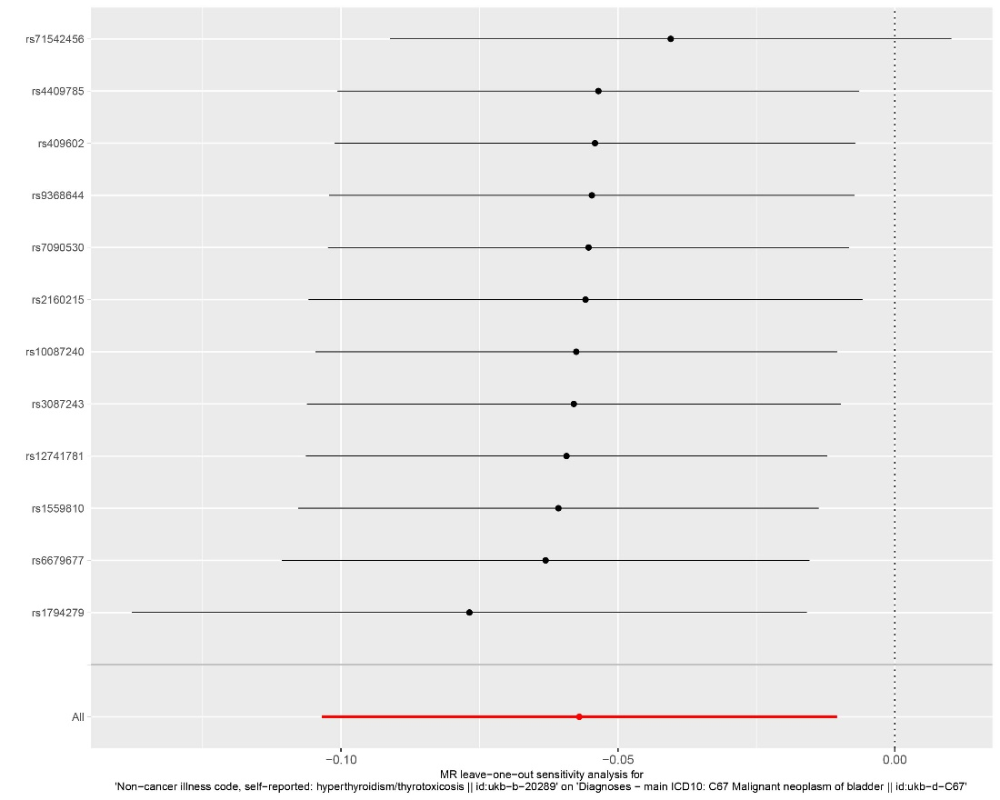 rs71542456
rs4409785
rs409602
rs9368644
rs7090530
rs2160215
rs10087240
rs3087243
rs12741781
rs1559810
rs6679677
rs1794279
All
−0.10 −0.05 0.00
MR leave−one−out sensitivity analysis for
'Non−cancer illness code, self−reported: hyperthyroidism/thyrotoxicosis || id:ukb−b−20289' on 'Diagnoses − main ICD10: C67 Malignant neoplasm of bladder || id:ukb−d−C67'